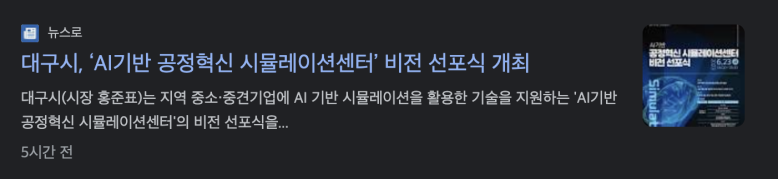 뉴스로
대구시, ‘AI기반 공정혁신 시뮬레이션센터’ 비전 선포식 개최
대구시(시장 홍준표)는 지역 중소·중견기업에 AI 기반 시뮬레이션을 활용한 기술을 지원하는 'AI기반
공정혁신 시뮬레이션센터'의 비전 선포식을...
5시간 전
AI기반
공정혁신 시뮬레이션센터
비전 선포식
6.23
Simulat